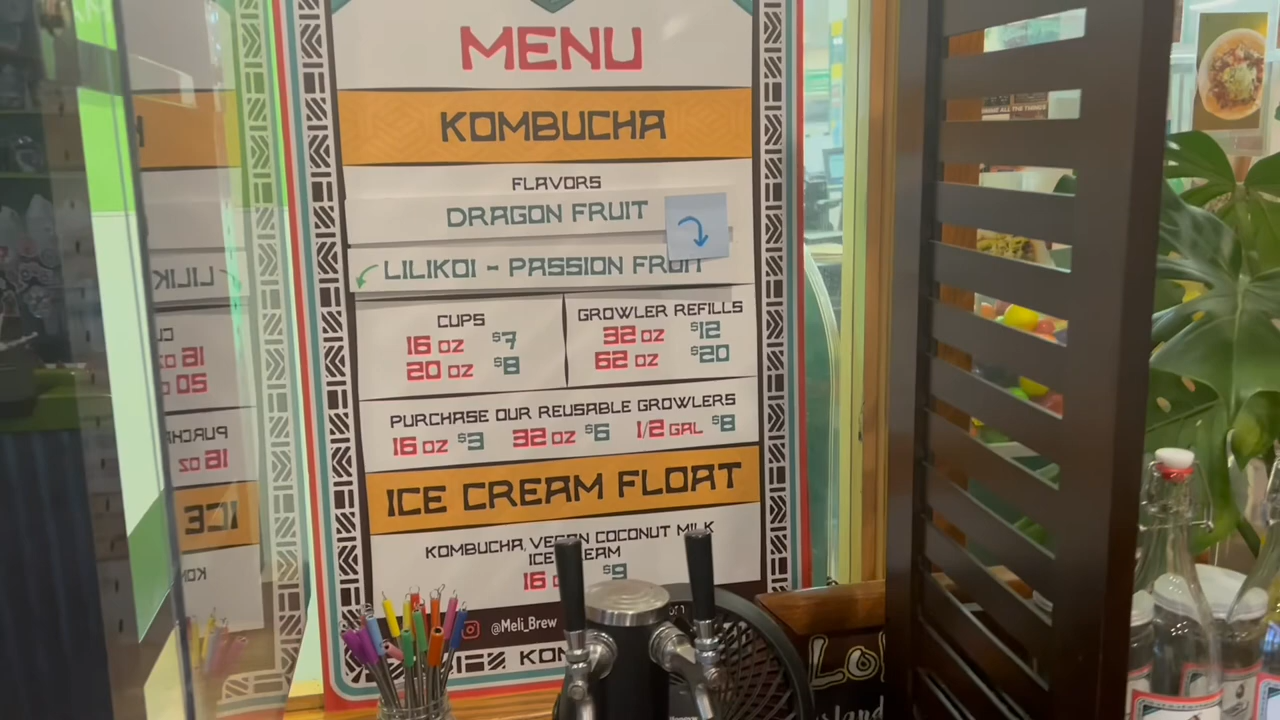 MENU
KOMBUCHA
FLAVORS
DRAGON FRUIT
LILIKOI - PASSION FRUIT
CUPS
16 OZ $7
20 OZ $8
GROWLER REFILLS
32 OZ $12
62 OZ $20
PURCHASE OUR REUSABLE GROWLERS
16 OZ $3 32 OZ $6 1/2 GAL $8
ICE CREAM FLOAT
KOMBUCHA, VEGAN COCONUT MILK
ICE CREAM
16 $9
@Meli_Brew